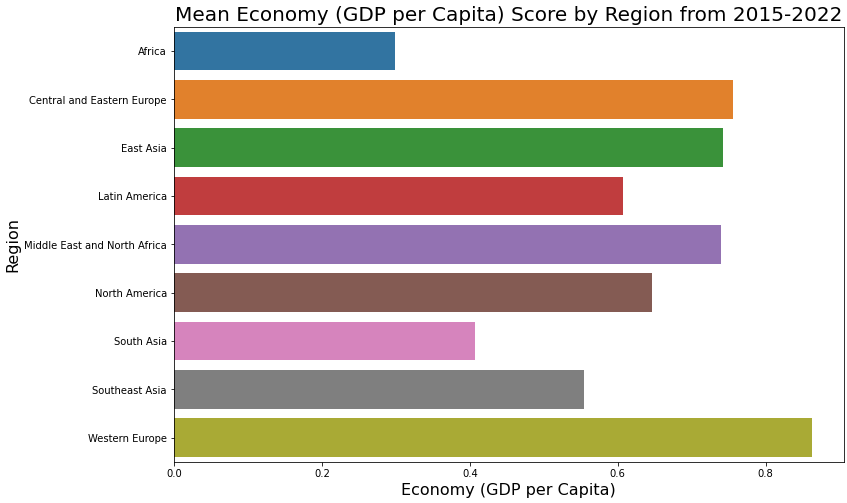 Mean Economy (GDP per Capita) Score by Region from 2015-2022
Africa
Central and Eastern Europe
East Asia
Latin America
Middle East and North Africa
North America
South Asia
Southeast Asia
Western Europe
Region
0.0 0.2 0.4 0.6 0.8
Economy (GDP per Capita)